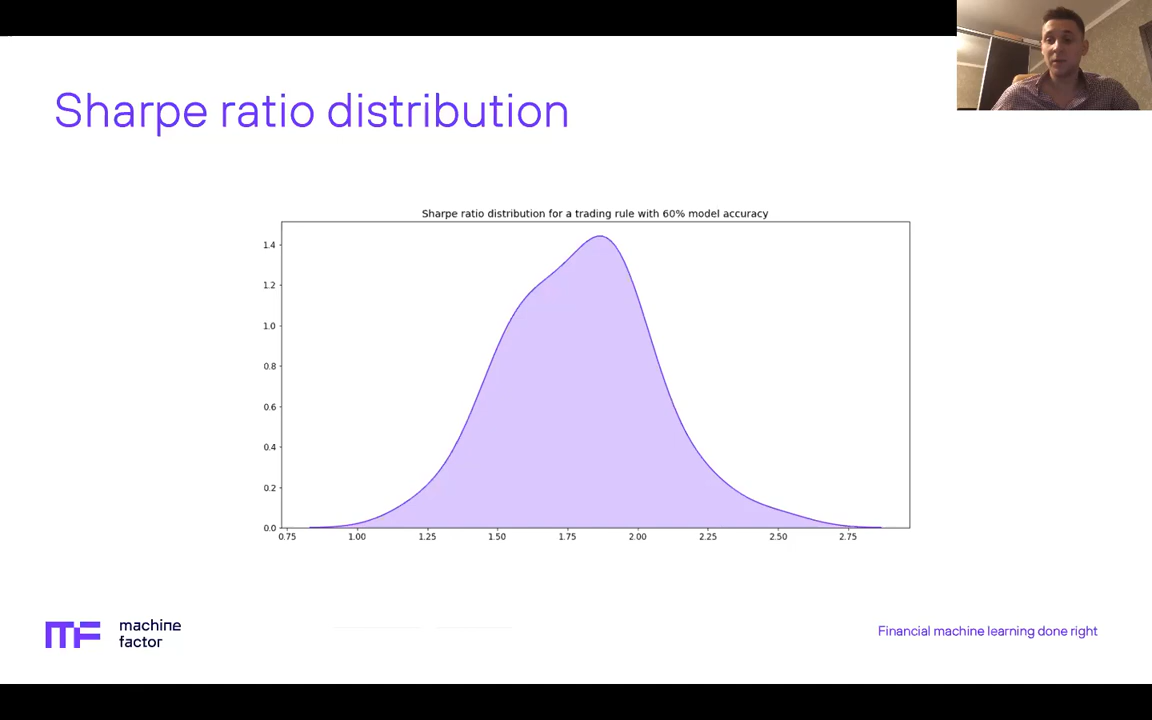 Sharpe ratio distribution
Sharpe ratio distribution for a trading rule with 60% model accuracy
1.4
1.2
1.0
0.8
0.6
0.4
0.2
0.0
0.75 1.00 1.25 1.50 1.75 2.00 2.25 2.50 2.75
MF
machine
factor
Financial machine learning done right